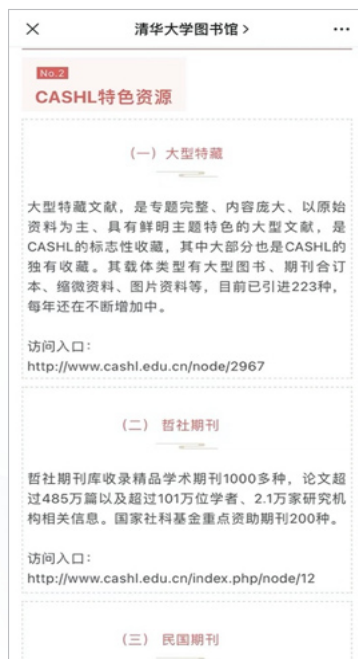 清华大学图书馆 >
No.2
CASHL特色资源
（一）大型特藏
大型特藏文献，是专题完整、内容庞大、以原始
资料为主、具有鲜明主题特色的大型文献，是
CASHL的标志性收藏，其中大部分也是CASHL的
独有收藏。其载体类型有大型图书、期刊合订
本、缩微资料、图片资料等，目前已引进223种，
每年还在不断增加中。
访问入口：
http://www.cashl.edu.cn/node/2967
（二） 哲社期刊
哲社期刊库收录精品学术期刊1000多种，论文超
过485万篇以及超过101万位学者、2.1万家研究机
构相关信息。国家社科基金重点资助期刊200种。
访问入口：
http://www.cashl.edu.cn/index.php/node/12
（三） 民国期刊